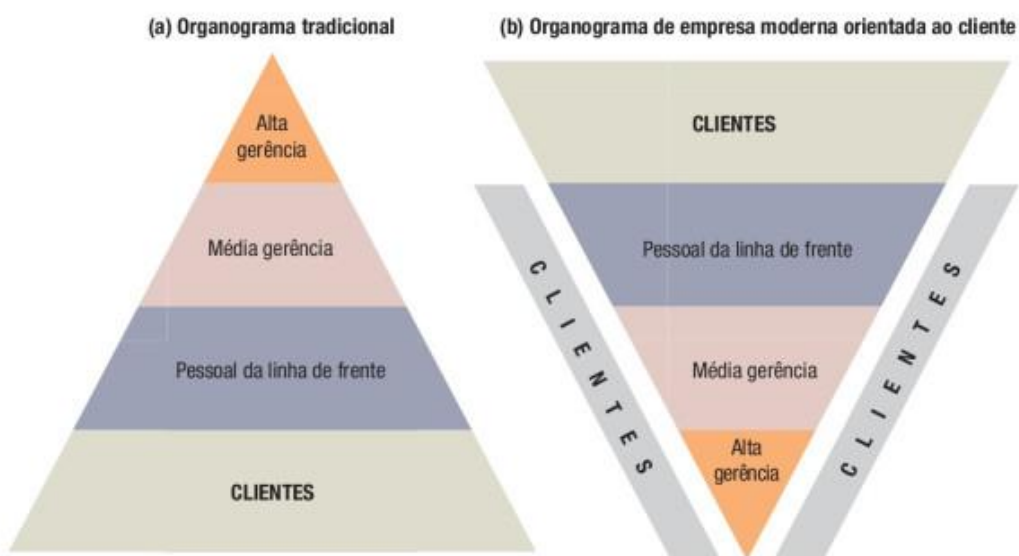 (a) Organograma tradicional
Alta
gerência
Média gerência
Pessoal da linha de frente
CLIENTES
(b) Organograma de empresa moderna orientada ao cliente
CLIENTES
Pessoal da linha de frente
Média gerência
Alta
gerência
CLIENTES
CLIENTES